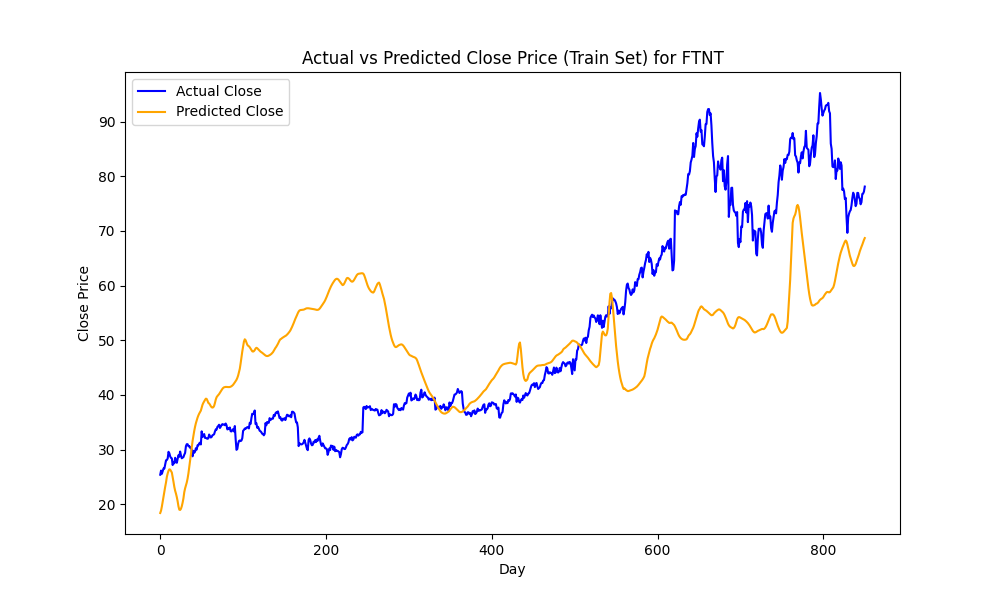 Actual vs Predicted Close Price (Train Set) for FTNT
Actual Close
Predicted Close
Close Price
90
80
70
60
50
40
30
20
0 200 400 600 800
Day